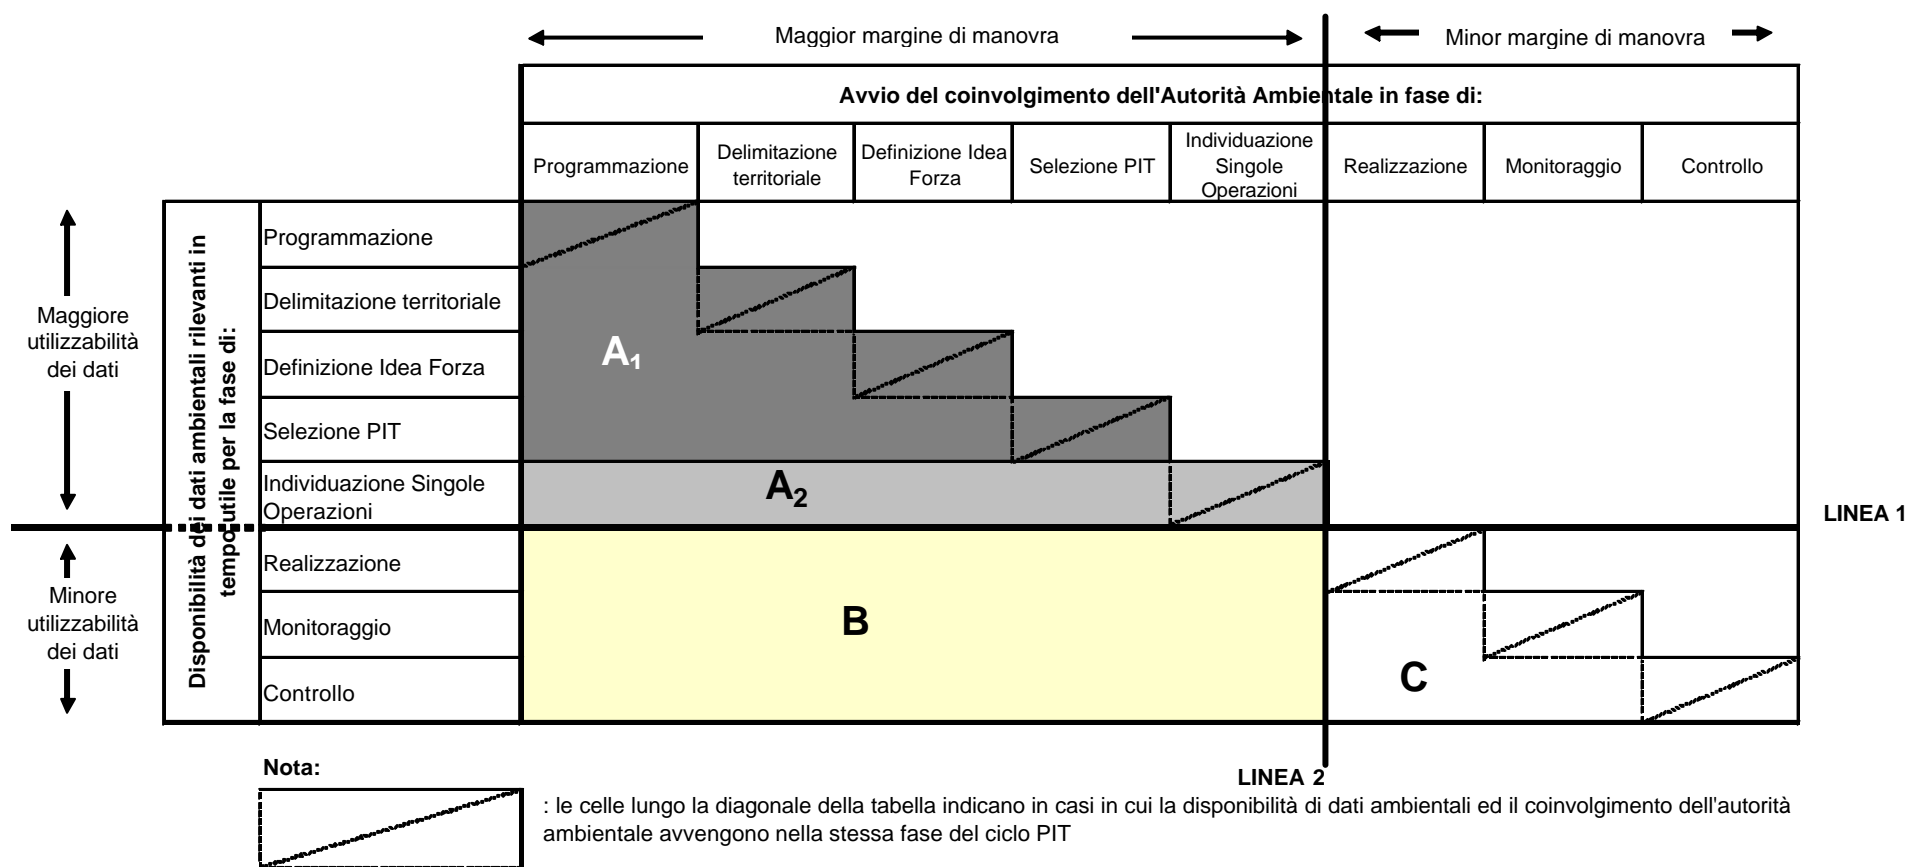 Maggior margine di manovra
Minor margine di manovra
Avvio del coinvolgimento dell'Autorità Ambientale in fase di:
Programmazione
Delimitazione
territoriale
Definizione Idea
Forza
Selezione PIT
Individuazione
Singole
Operazioni
Realizzazione
Monitoraggio
Controllo
Maggiore
utilizzabilità
dei dati
Minore
utilizzabilità
dei dati
Disponibilità dei dati ambientali rilevanti in
tempo utile per la fase di:
Programmazione
Delimitazione territoriale
Definizione Idea Forza
Selezione PIT
Individuazione Singole
Operazioni
Realizzazione
Monitoraggio
Controllo
A1
A2
B
C
LINEA 1
LINEA 2
Nota:
: le celle lungo la diagonale della tabella indicano in casi in cui la disponibilità di dati ambientali ed il coinvolgimento dell'autorità
ambientale avvengono nella stessa fase del ciclo PIT